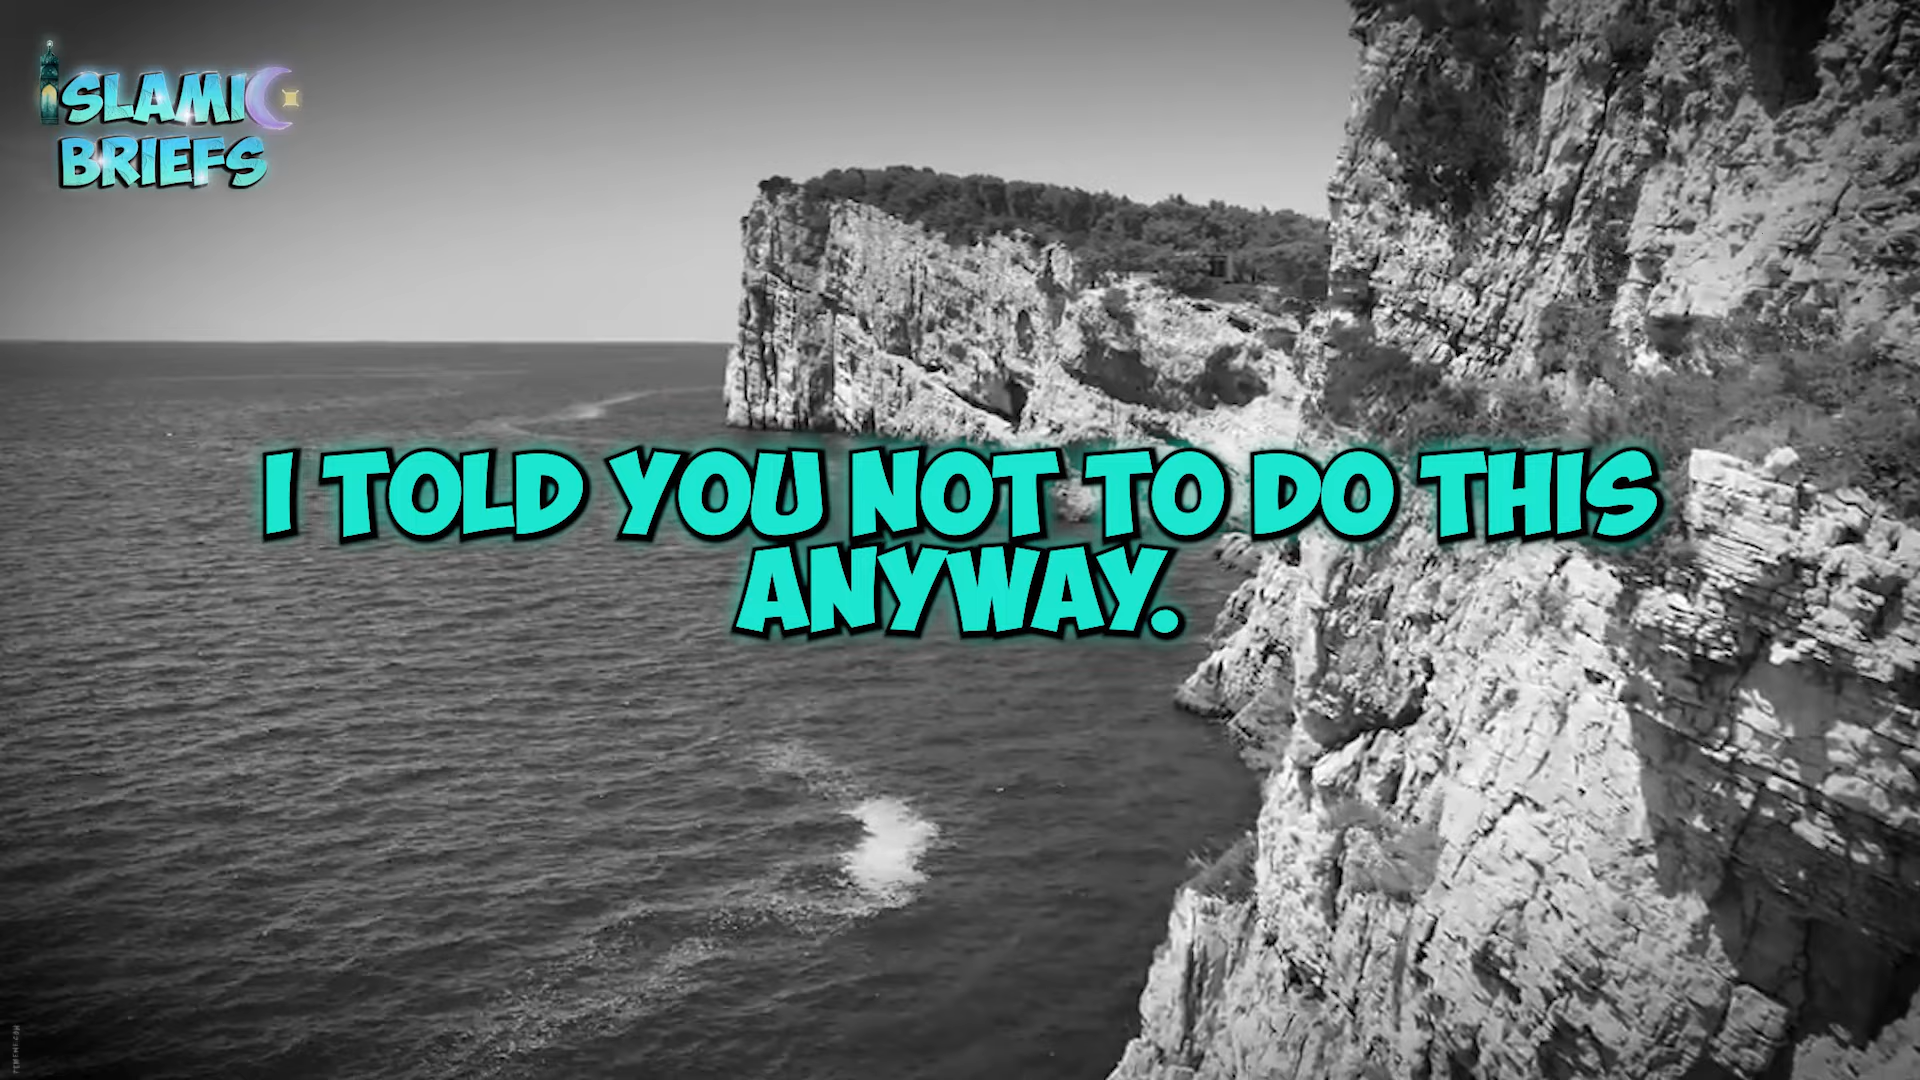 ISLAMIC
BRIEFS
I TOLD YOU NOT TO DO THIS
ANYWAY.